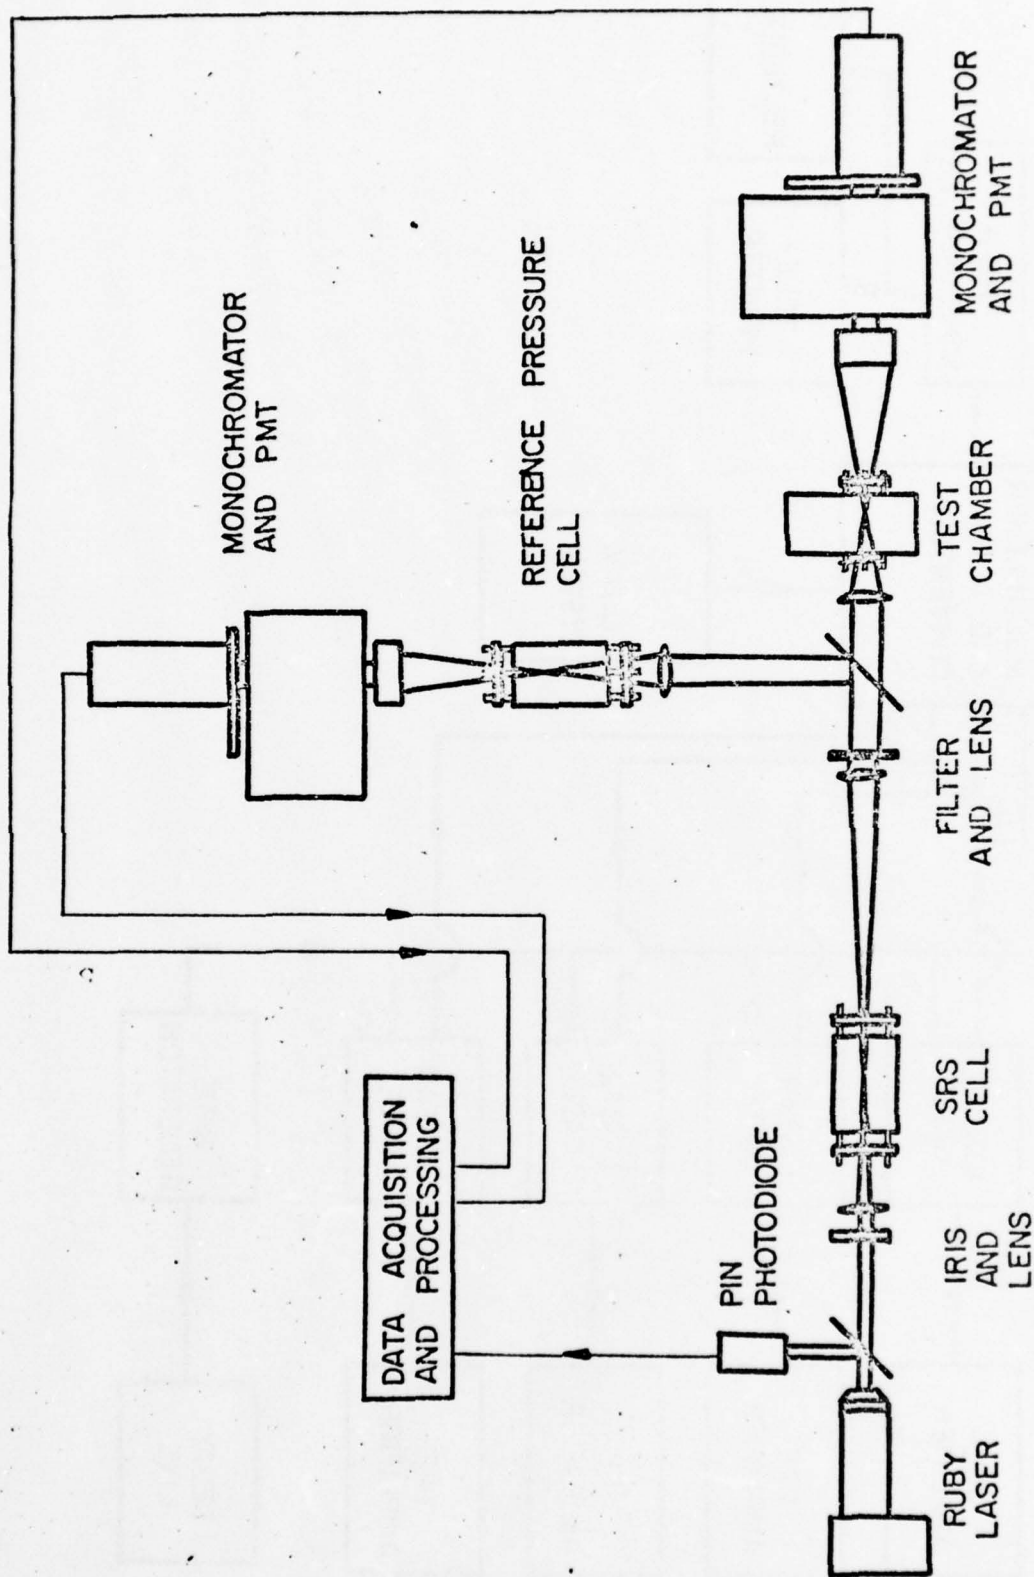 MONOCHROMATOR
AND PMT
REFERENCE PRESSURE
CELL
DATA ACQUISITION
AND PROCESSING
PIN
PHOTODIODE
RUBY
LASER
IRIS
AND
LENS
SRS
CELL
FILTER
AND LENS
TEST
CHAMBER
MONOCHROMATOR
AND PMT